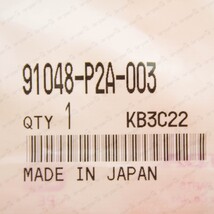 91048-P2A-003
QTY 1 KB3C22
MADE IN JAPAN